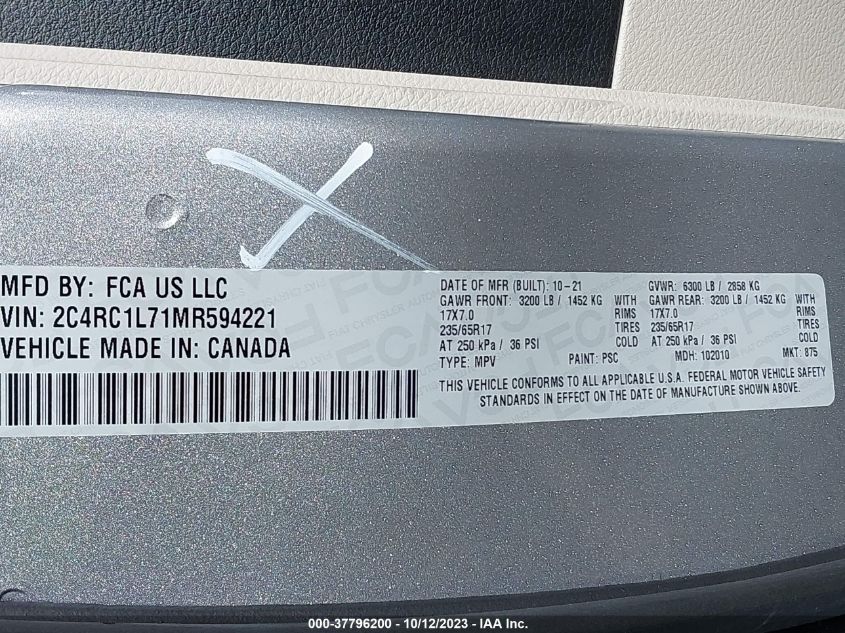 MFD BY: FCA US LLC
VIN: 2C4RC1L71MR594221
VEHICLE MADE IN: CANADA
DATE OF MFR (BUILT): 10-21 GVWR: 6300 LB / 2858 KG
GAWR FRONT: 3200 LB / 1452 KG WITH GAWR REAR: 3200 LB / 1452 KG WITH
17X7.0 RIMS 17X7.0 RIMS
235/65R17 TIRES 235/65R17 TIRES
AT 250 kPa / 36 PSI COLD AT 250 kPa / 36 PSI COLD
TYPE: MPV PAINT: PSC MDH: 102010 MKT: 875
THIS VEHICLE CONFORMS TO ALL APPLICABLE U.S.A. FEDERAL MOTOR VEHICLE SAFETY
STANDARDS IN EFFECT ON THE DATE OF MANUFACTURE SHOWN ABOVE.
000-37796200 - 10/12/2023 - IAA Inc.